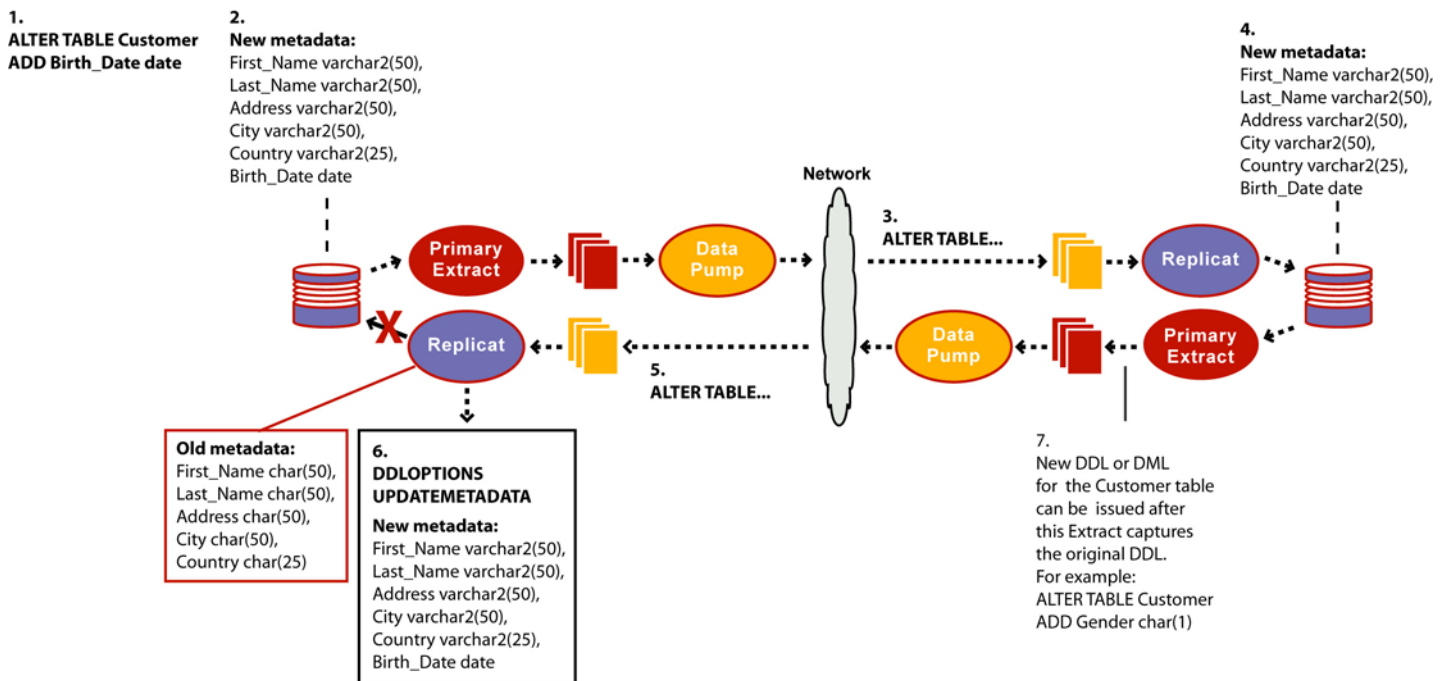 1.
ALTER TABLE Customer
ADD Birth_Date date
2.
New metadata:
First_Name varchar2(50),
Last_Name varchar2(50),
Address varchar2(50),
City varchar2(50),
Country varchar2(25),
Birth_Date date
4.
New metadata:
First_Name varchar2(50),
Last_Name varchar2(50),
Address varchar2(50),
City varchar2(50),
Country varchar2(25),
Birth_Date date
Network
3.
ALTER TABLE...
Primary
Extract
Data
Pump
Replicat
X
Replicat
Data
Pump
Primary
Extract
5.
ALTER TABLE...
Old metadata:
First_Name char(50),
Last_Name char(50),
Address char(50),
City char(50),
Country char(25)
6.
DDLOPTIONS
UPDATEMETADATA
New metadata:
First_Name varchar2(50),
Last_Name varchar2(50),
Address varchar2(50),
City varchar2(50),
Country varchar2(25),
Birth_Date date
7.
New DDL or DML
for the Customer table
can be issued after
this Extract captures
the original DDL.
For example:
ALTER TABLE Customer
ADD Gender char(1)